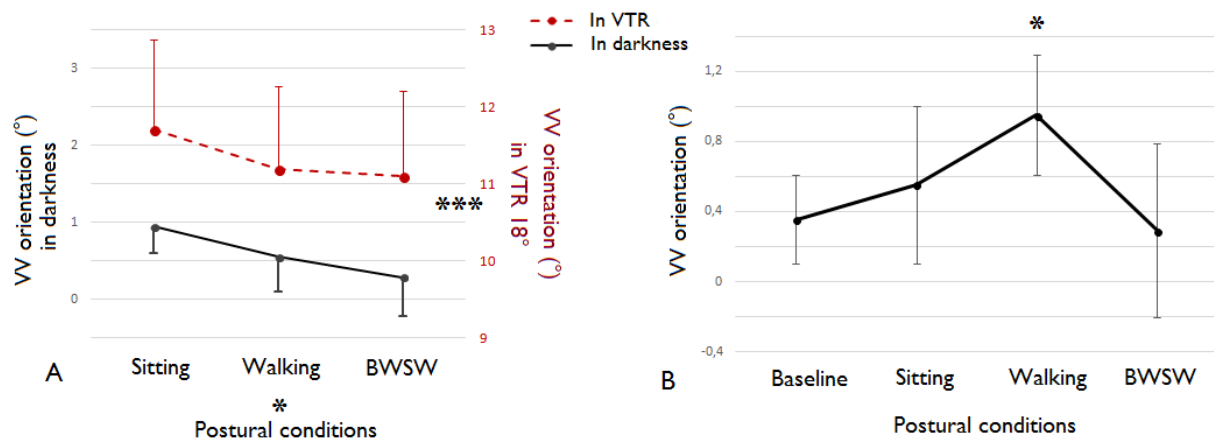 In VTR
In darkness
VV orientation (°)
in darkness
3
2
1
0
13
12
11
10
9
VV orientation (°)
in VTR 18°
***
Sitting Walking BWSW
A
*
Postural conditions
*
VV orientation (°)
1,2
0,8
0,4
0
-0,4
Baseline Sitting Walking BWSW
B
Postural conditions